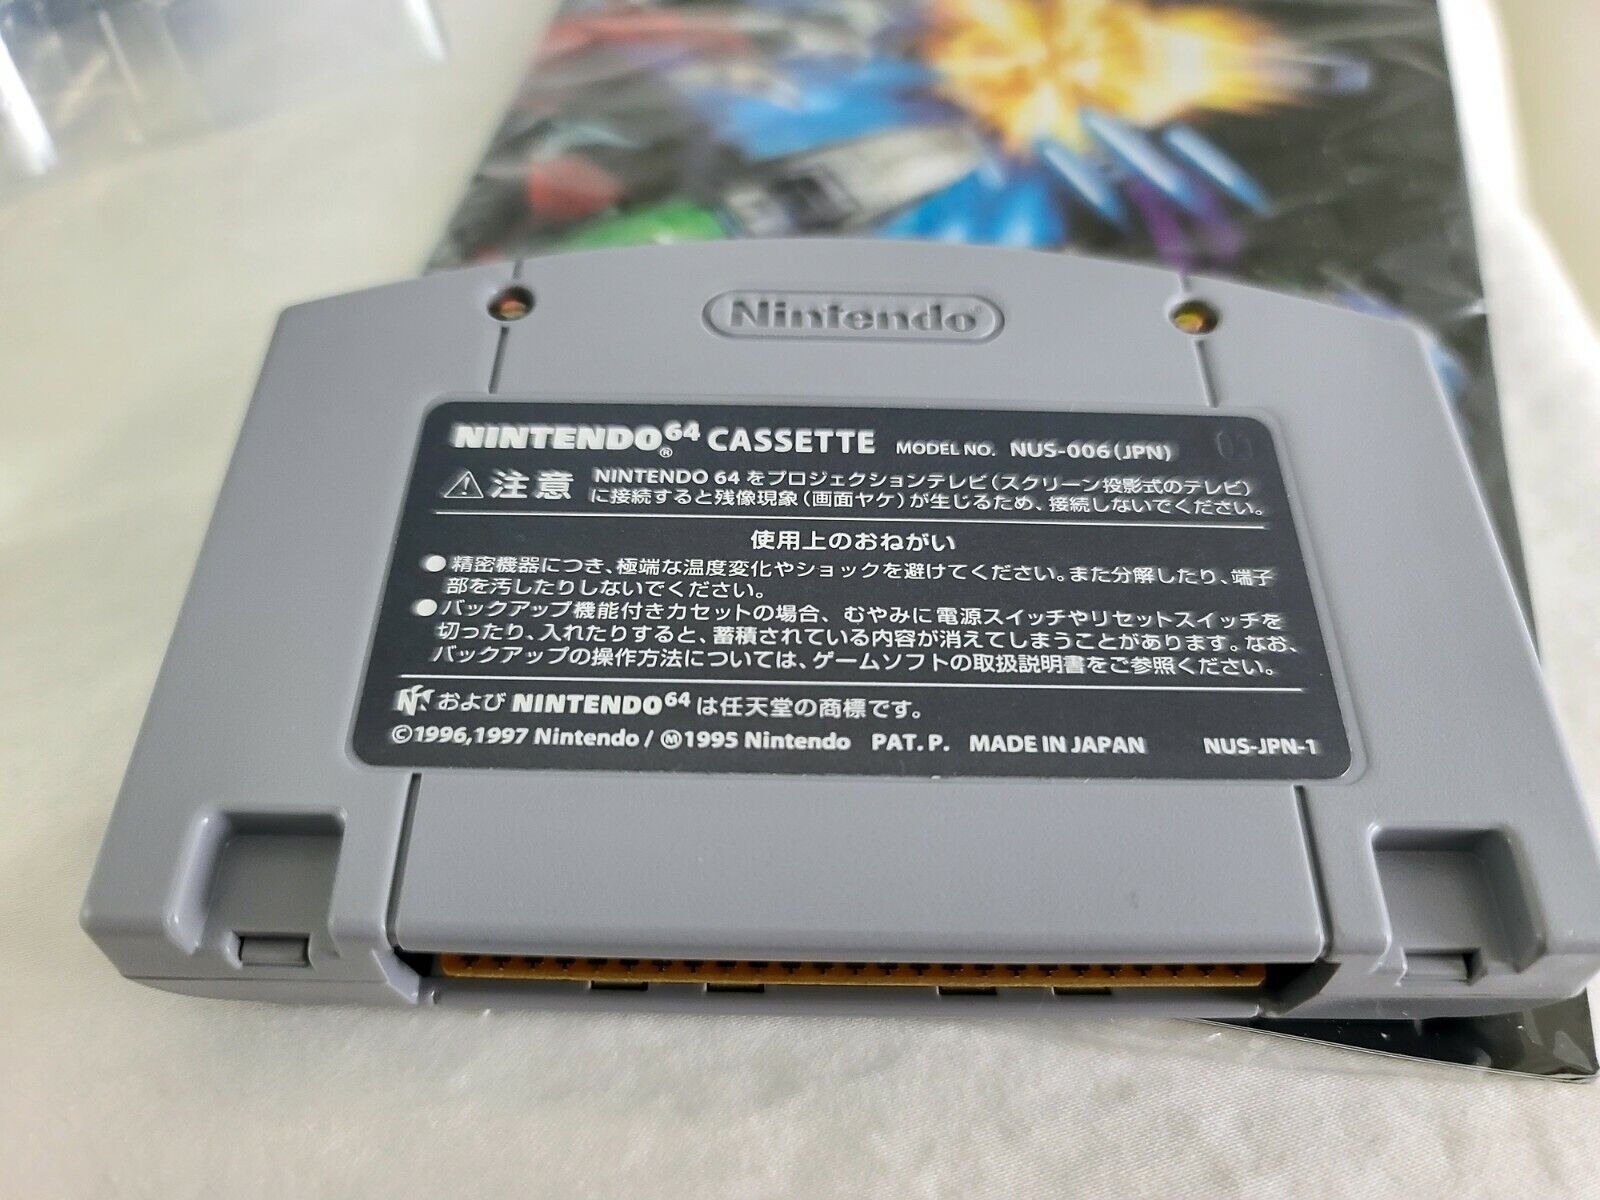 Nintendo®
NINTENDO⁶⁴® CASSETTE MODEL NO. NUS-006(JPN)
⚠注意 NINTENDO 64をプロジェクションテレビ(スクリーン投影式のテレビ)
に接続すると残像現象(画面ヤケ)が生じるため、接続しないでください。
使用上のおねがい
●精密機器につき、極端な温度変化やショックを避けてください。また分解したり、端子
部を汚したりしないでください。
●バックアップ機能付きカセットの場合、むやみに電源スイッチやリセットスイッチを
切ったり、入れたりすると、蓄積されている内容が消えてしまうことがあります。なお、
バックアップの操作方法については、ゲームソフトの取扱説明書をご参照ください。
およびNINTENDO⁶⁴は任天堂の商標です。
©1996,1997 Nintendo / Ⓜ1995 Nintendo PAT.P. MADE IN JAPAN NUS-JPN-1